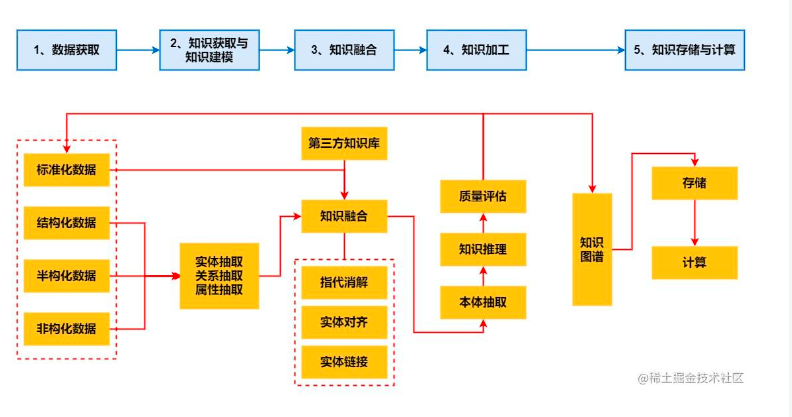 1、数据获取
2、知识获取与
知识建模
3、知识融合
4、知识加工
5、知识存储与计算
第三方知识库
标准化数据
质量评估
存储
结构化数据
知识融合
知识
图谱
实体抽取
关系抽取
属性抽取
知识推理
计算
半构化数据
指代消解
本体抽取
非构化数据
实体对齐
实体链接
@稀土掘金技术社区